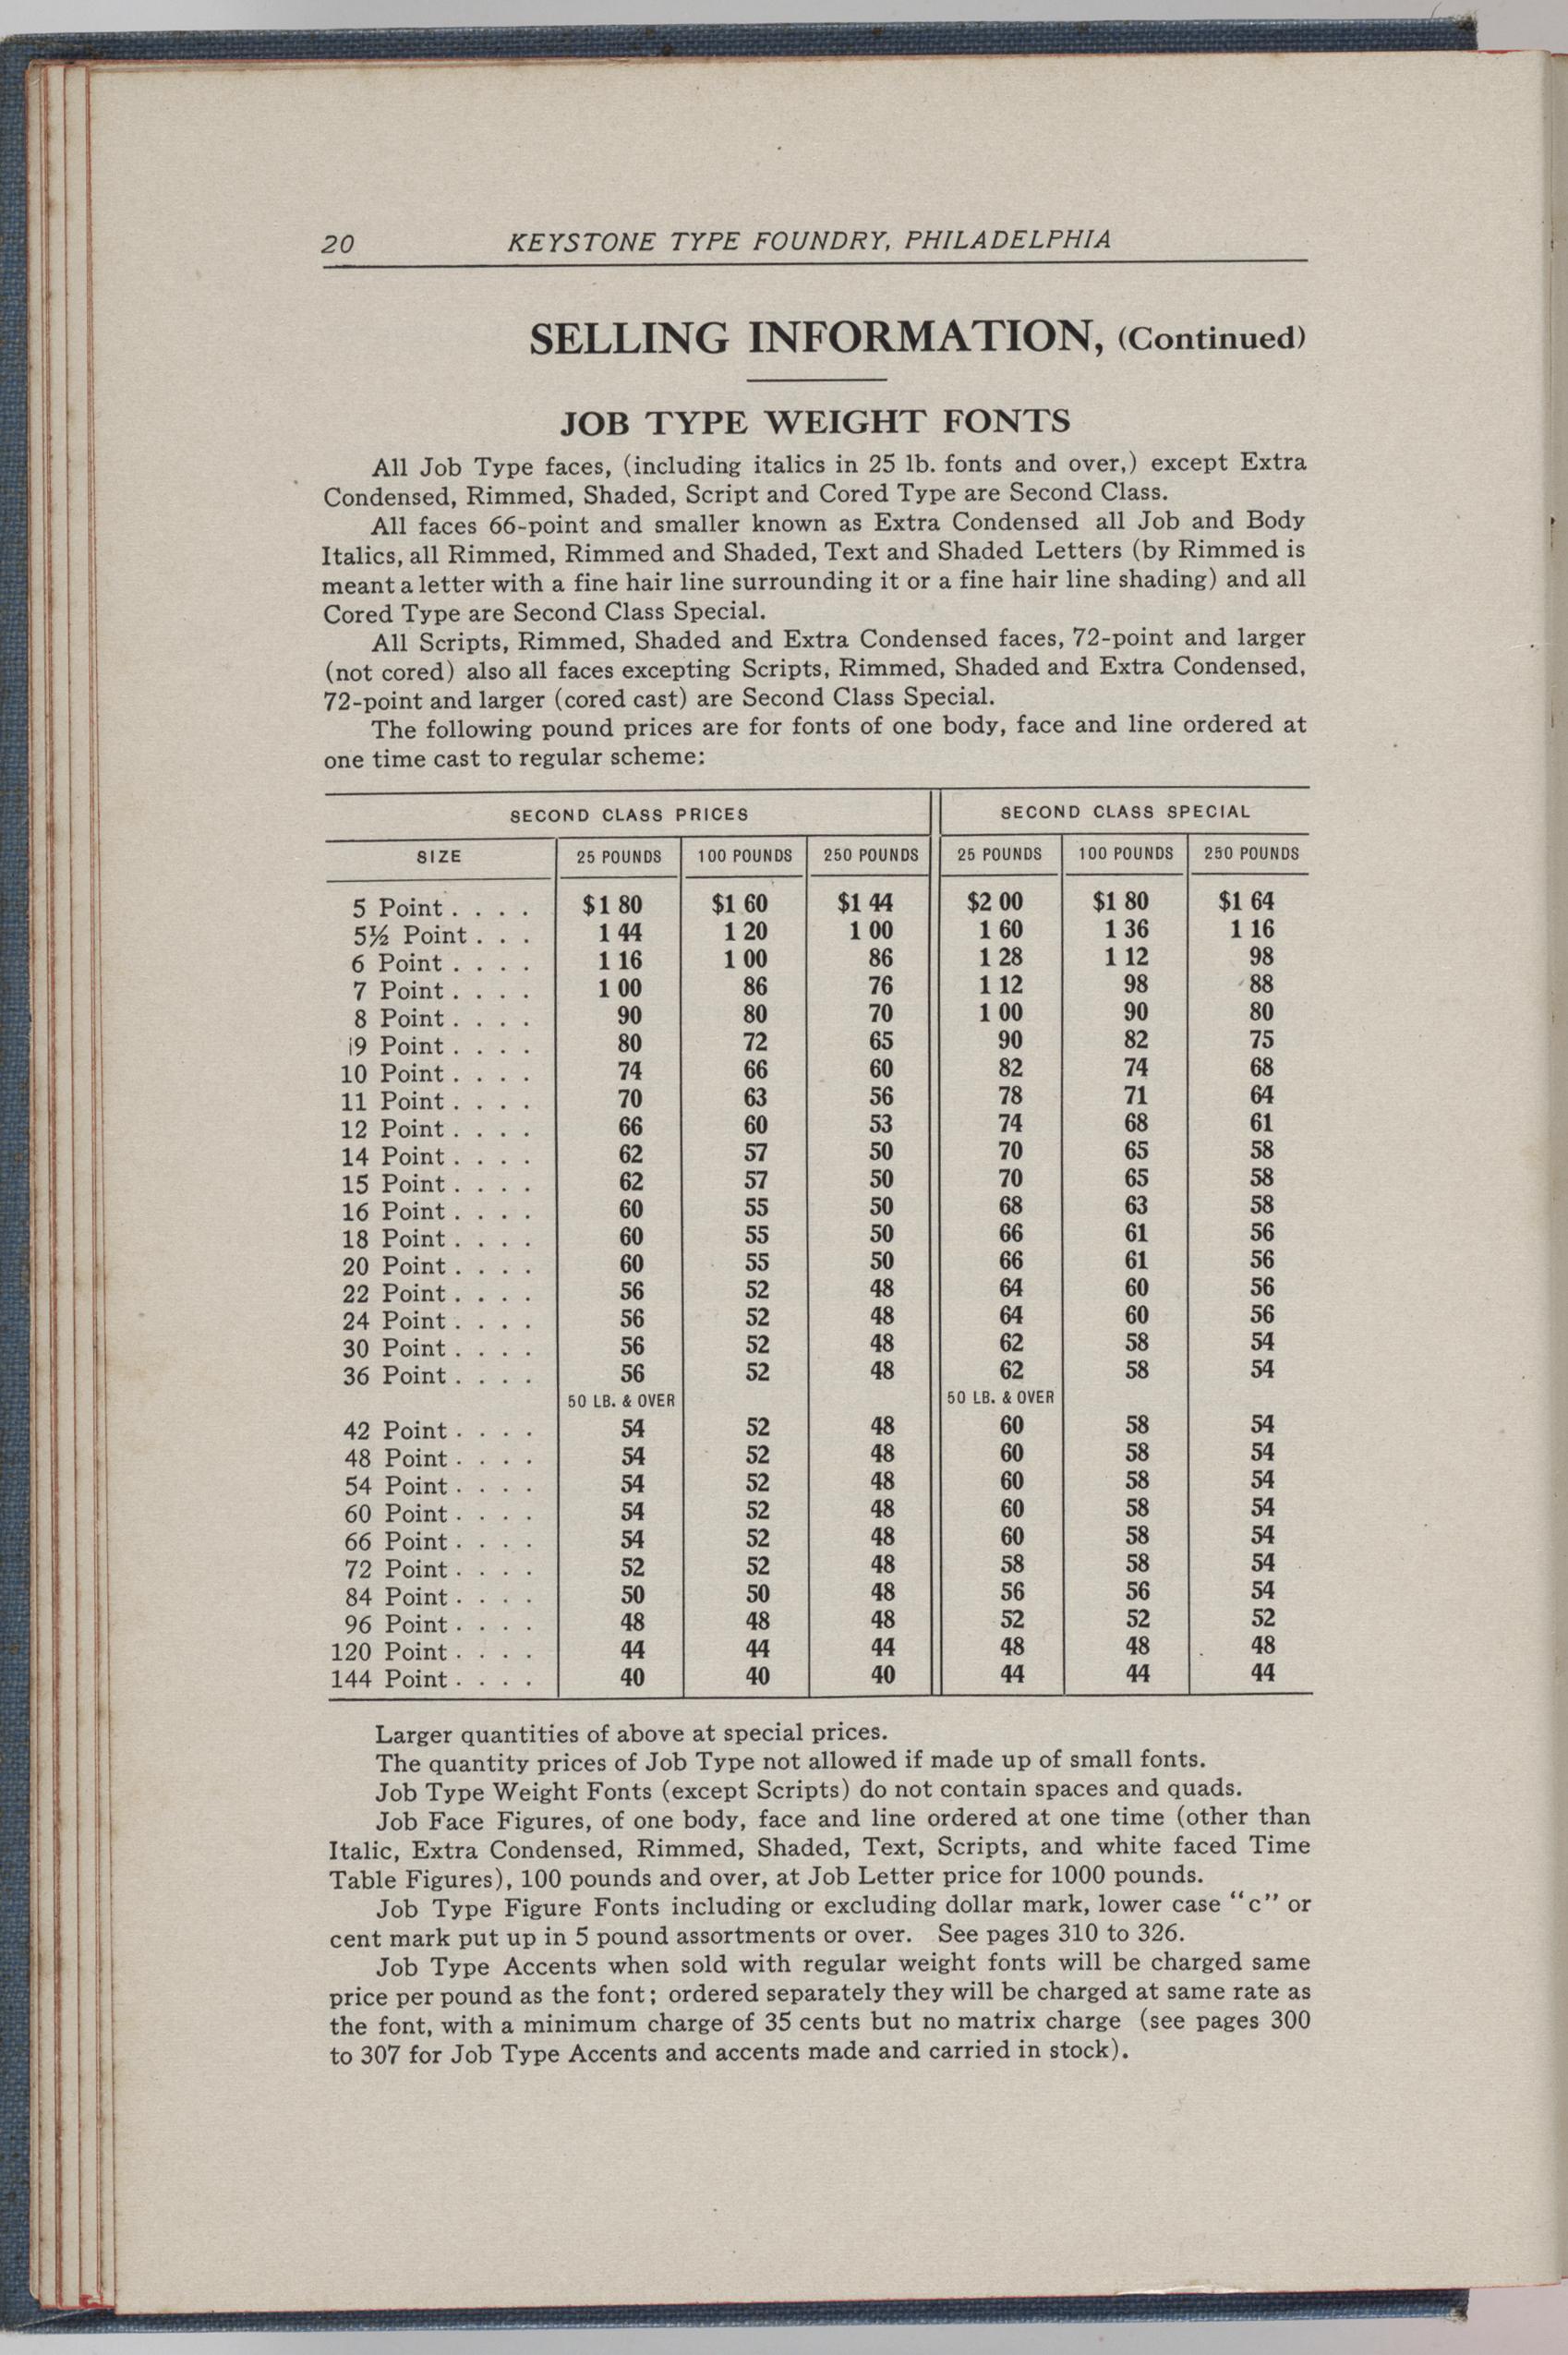 20 KEYSTONE TYPE FOUNDRY, PHILADELPHIA
SELLING INFORMATION, (Continued)
JOB TYPE WEIGHT FONTS
All Job Type faces, (including italics in 25 lb. fonts and over,) except Extra
Condensed, Rimmed, Shaded, Script and Cored Type are Second Class.
All faces 66-point and smaller known as Extra Condensed all Job and Body
Italics, all Rimmed, Rimmed and Shaded, Text and Shaded Letters (by Rimmed is
meant a letter with a fine hair line surrounding it or a fine hair line shading) and all
Cored Type are Second Class Special.
All Scripts, Rimmed, Shaded and Extra Condensed faces, 72-point and larger
(not cored) also all faces excepting Scripts, Rimmed, Shaded and Extra Condensed,
72-point and larger (cored cast) are Second Class Special.
The following pound prices are for fonts of one body, face and line ordered at
one time cast to regular scheme:
SECOND CLASS PRICES SECOND CLASS SPECIAL
SIZE 25 POUNDS 100 POUNDS 250 POUNDS 25 POUNDS 100 POUNDS 250 POUNDS
5 Point . . . . $1 80 $1 60 $1 44 $2 00 $1 80 $1 64
5½ Point . . . 1 44 1 20 1 00 1 60 1 36 1 16
6 Point . . . . 1 16 1 00 86 1 28 1 12 98
7 Point . . . . 1 00 86 76 1 12 98 88
8 Point . . . . 90 80 70 1 00 90 80
9 Point . . . . 80 72 65 90 82 75
10 Point . . . . 74 66 60 82 74 68
11 Point . . . . 70 63 56 78 71 64
12 Point . . . . 66 60 53 74 68 61
14 Point . . . . 62 57 50 70 65 58
15 Point . . . . 62 57 50 70 65 58
16 Point . . . . 60 55 50 68 63 58
18 Point . . . . 60 55 50 66 61 56
20 Point . . . . 60 55 50 66 61 56
22 Point . . . . 56 52 48 64 60 56
24 Point . . . . 56 52 48 64 60 56
30 Point . . . . 56 52 48 62 58 54
36 Point . . . . 56 52 48 62 58 54
50 LB. & OVER 50 LB. & OVER
42 Point . . . . 54 52 48 60 58 54
48 Point . . . . 54 52 48 60 58 54
54 Point . . . . 54 52 48 60 58 54
60 Point . . . . 54 52 48 60 58 54
66 Point . . . . 54 52 48 60 58 54
72 Point . . . . 52 52 48 58 58 54
84 Point . . . . 50 50 48 56 56 54
96 Point . . . . 48 48 48 52 52 52
120 Point . . . . 44 44 44 48 48 48
144 Point . . . . 40 40 40 44 44 44
Larger quantities of above at special prices.
The quantity prices of Job Type not allowed if made up of small fonts.
Job Type Weight Fonts (except Scripts) do not contain spaces and quads.
Job Face Figures, of one body, face and line ordered at one time (other than
Italic, Extra Condensed, Rimmed, Shaded, Text, Scripts, and white faced Time
Table Figures), 100 pounds and over, at Job Letter price for 1000 pounds.
Job Type Figure Fonts including or excluding dollar mark, lower case “c” or
cent mark put up in 5 pound assortments or over. See pages 310 to 326.
Job Type Accents when sold with regular weight fonts will be charged same
price per pound as the font; ordered separately they will be charged at same rate as
the font, with a minimum charge of 35 cents but no matrix charge (see pages 300
to 307 for Job Type Accents and accents made and carried in stock).